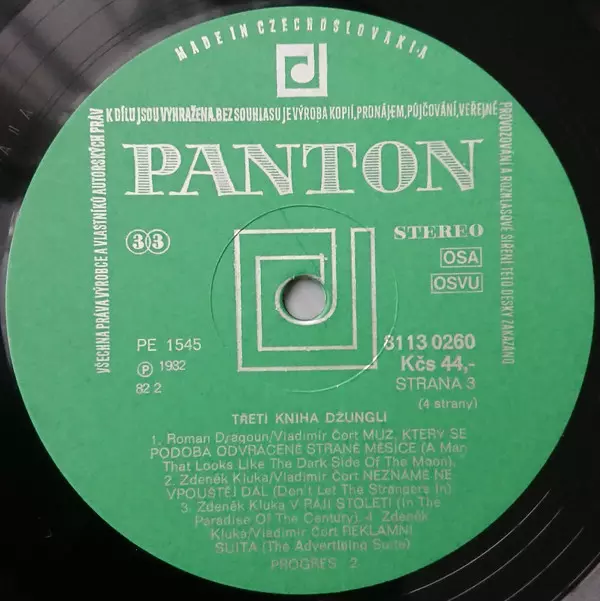 MADE IN CZECHOSLOVAKIA
VŠECHNA PRÁVA VÝROBCE A VLASTNÍKŮ AUTORSKÝCH PRÁV
K DÍLU JSOU VYHRAŽENA. BEZ SOUHLASU JE VÝROBA KOPIÍ, PRONÁJEM, PŮJČOVÁNÍ, VEŘEJNÉ
PROVOZOVÁNÍ A ROZHLASOVÉ ŠÍŘENÍ TÉTO DESKY ZAKÁZÁNO
PANTON
33
STEREO
OSA
OSVU
PE 1545
Ⓟ 1982
82 2
8113 0260
Kčs 44,-
STRANA 3
(4 strany)
TŘETÍ KNIHA DŽUNGLÍ
1. Roman Dragoun/Vladimír Čort MUŽ, KTERÝ SE
PODOBÁ ODVRÁCENÉ STRANĚ MĚSÍCE (A Man
That Looks Like The Dark Side Of The Moon).
2. Zdeněk Kluka/Vladimír Čort NEZNÁMÉ NE
VPOUŠTĚJ DÁL (Don't Let The Strangers In)
3. Zdeněk Kluka V RÁJI STOLETÍ (In The
Paradise Of The Century). 4. Zdeněk
Kluka/Vladimír Čort REKLAMNÍ
SUITA (The Advertising Suite)
PROGRES 2